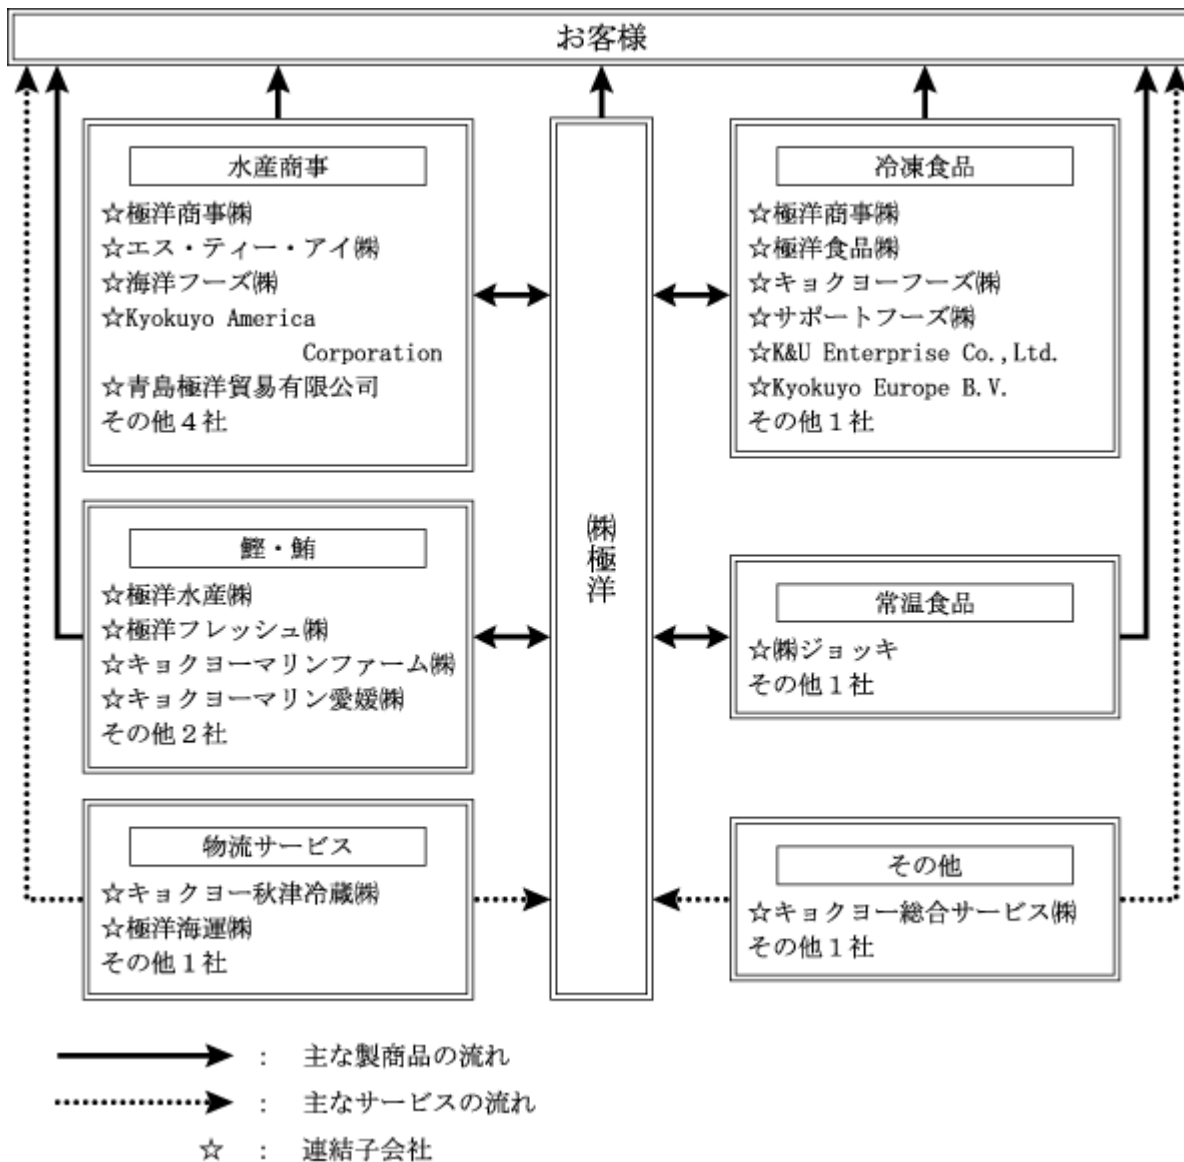 お客様
水産商事
☆極洋商事㈱
☆エス・ティー・アイ㈱
☆海洋フーズ㈱
☆Kyokuyo America
Corporation
☆青島極洋貿易有限公司
その他４社
鰹・鮪
☆極洋水産㈱
☆極洋フレッシュ㈱
☆キョクヨーマリンファーム㈱
☆キョクヨーマリン愛媛㈱
その他２社
物流サービス
☆キョクヨー秋津冷蔵㈱
☆極洋海運㈱
その他１社
㈱極洋
冷凍食品
☆極洋商事㈱
☆極洋食品㈱
☆キョクヨーフーズ㈱
☆サポートフーズ㈱
☆K&U Enterprise Co.,Ltd.
☆Kyokuyo Europe B.V.
その他１社
常温食品
☆㈱ジョッキ
その他１社
その他
☆キョクヨー総合サービス㈱
その他１社
： 主な製商品の流れ
： 主なサービスの流れ
☆ ： 連結子会社